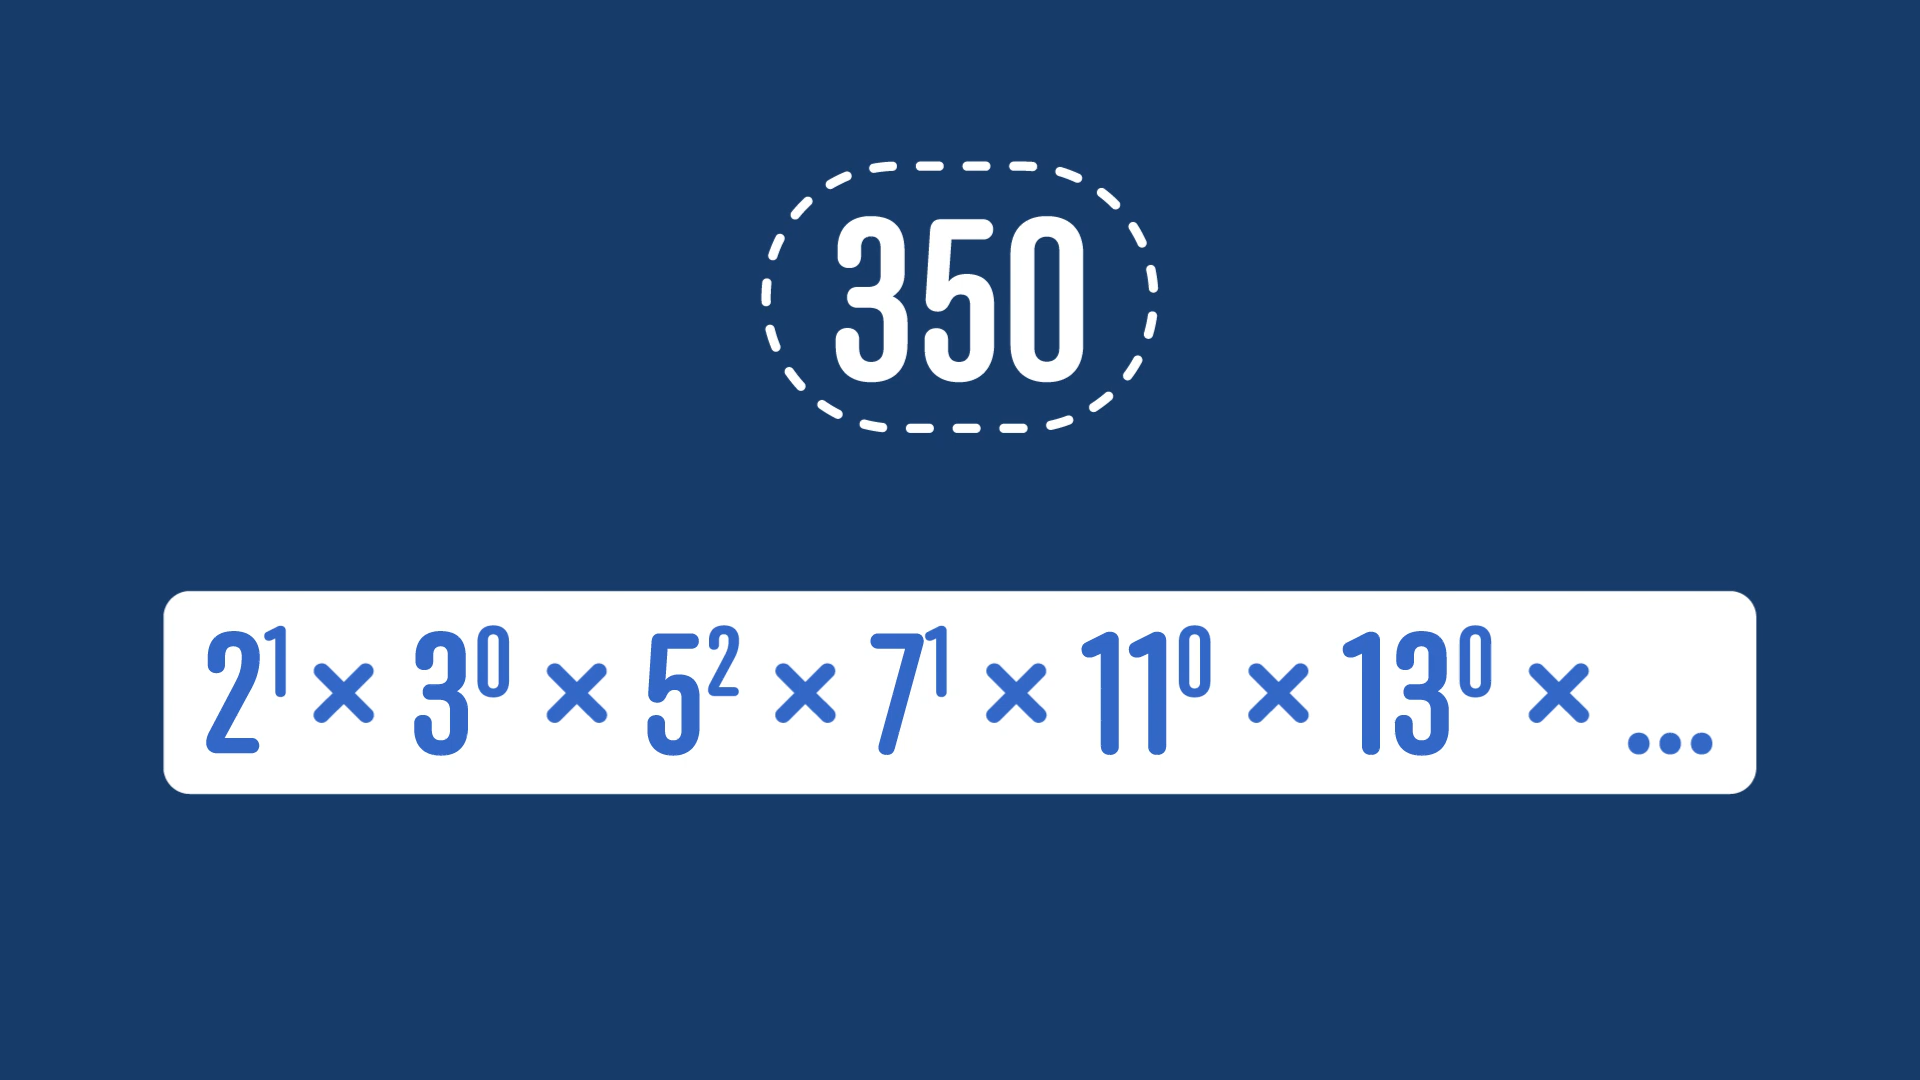 350
2¹ × 3⁰ × 5² × 7¹ × 11⁰ × 13⁰ × ...